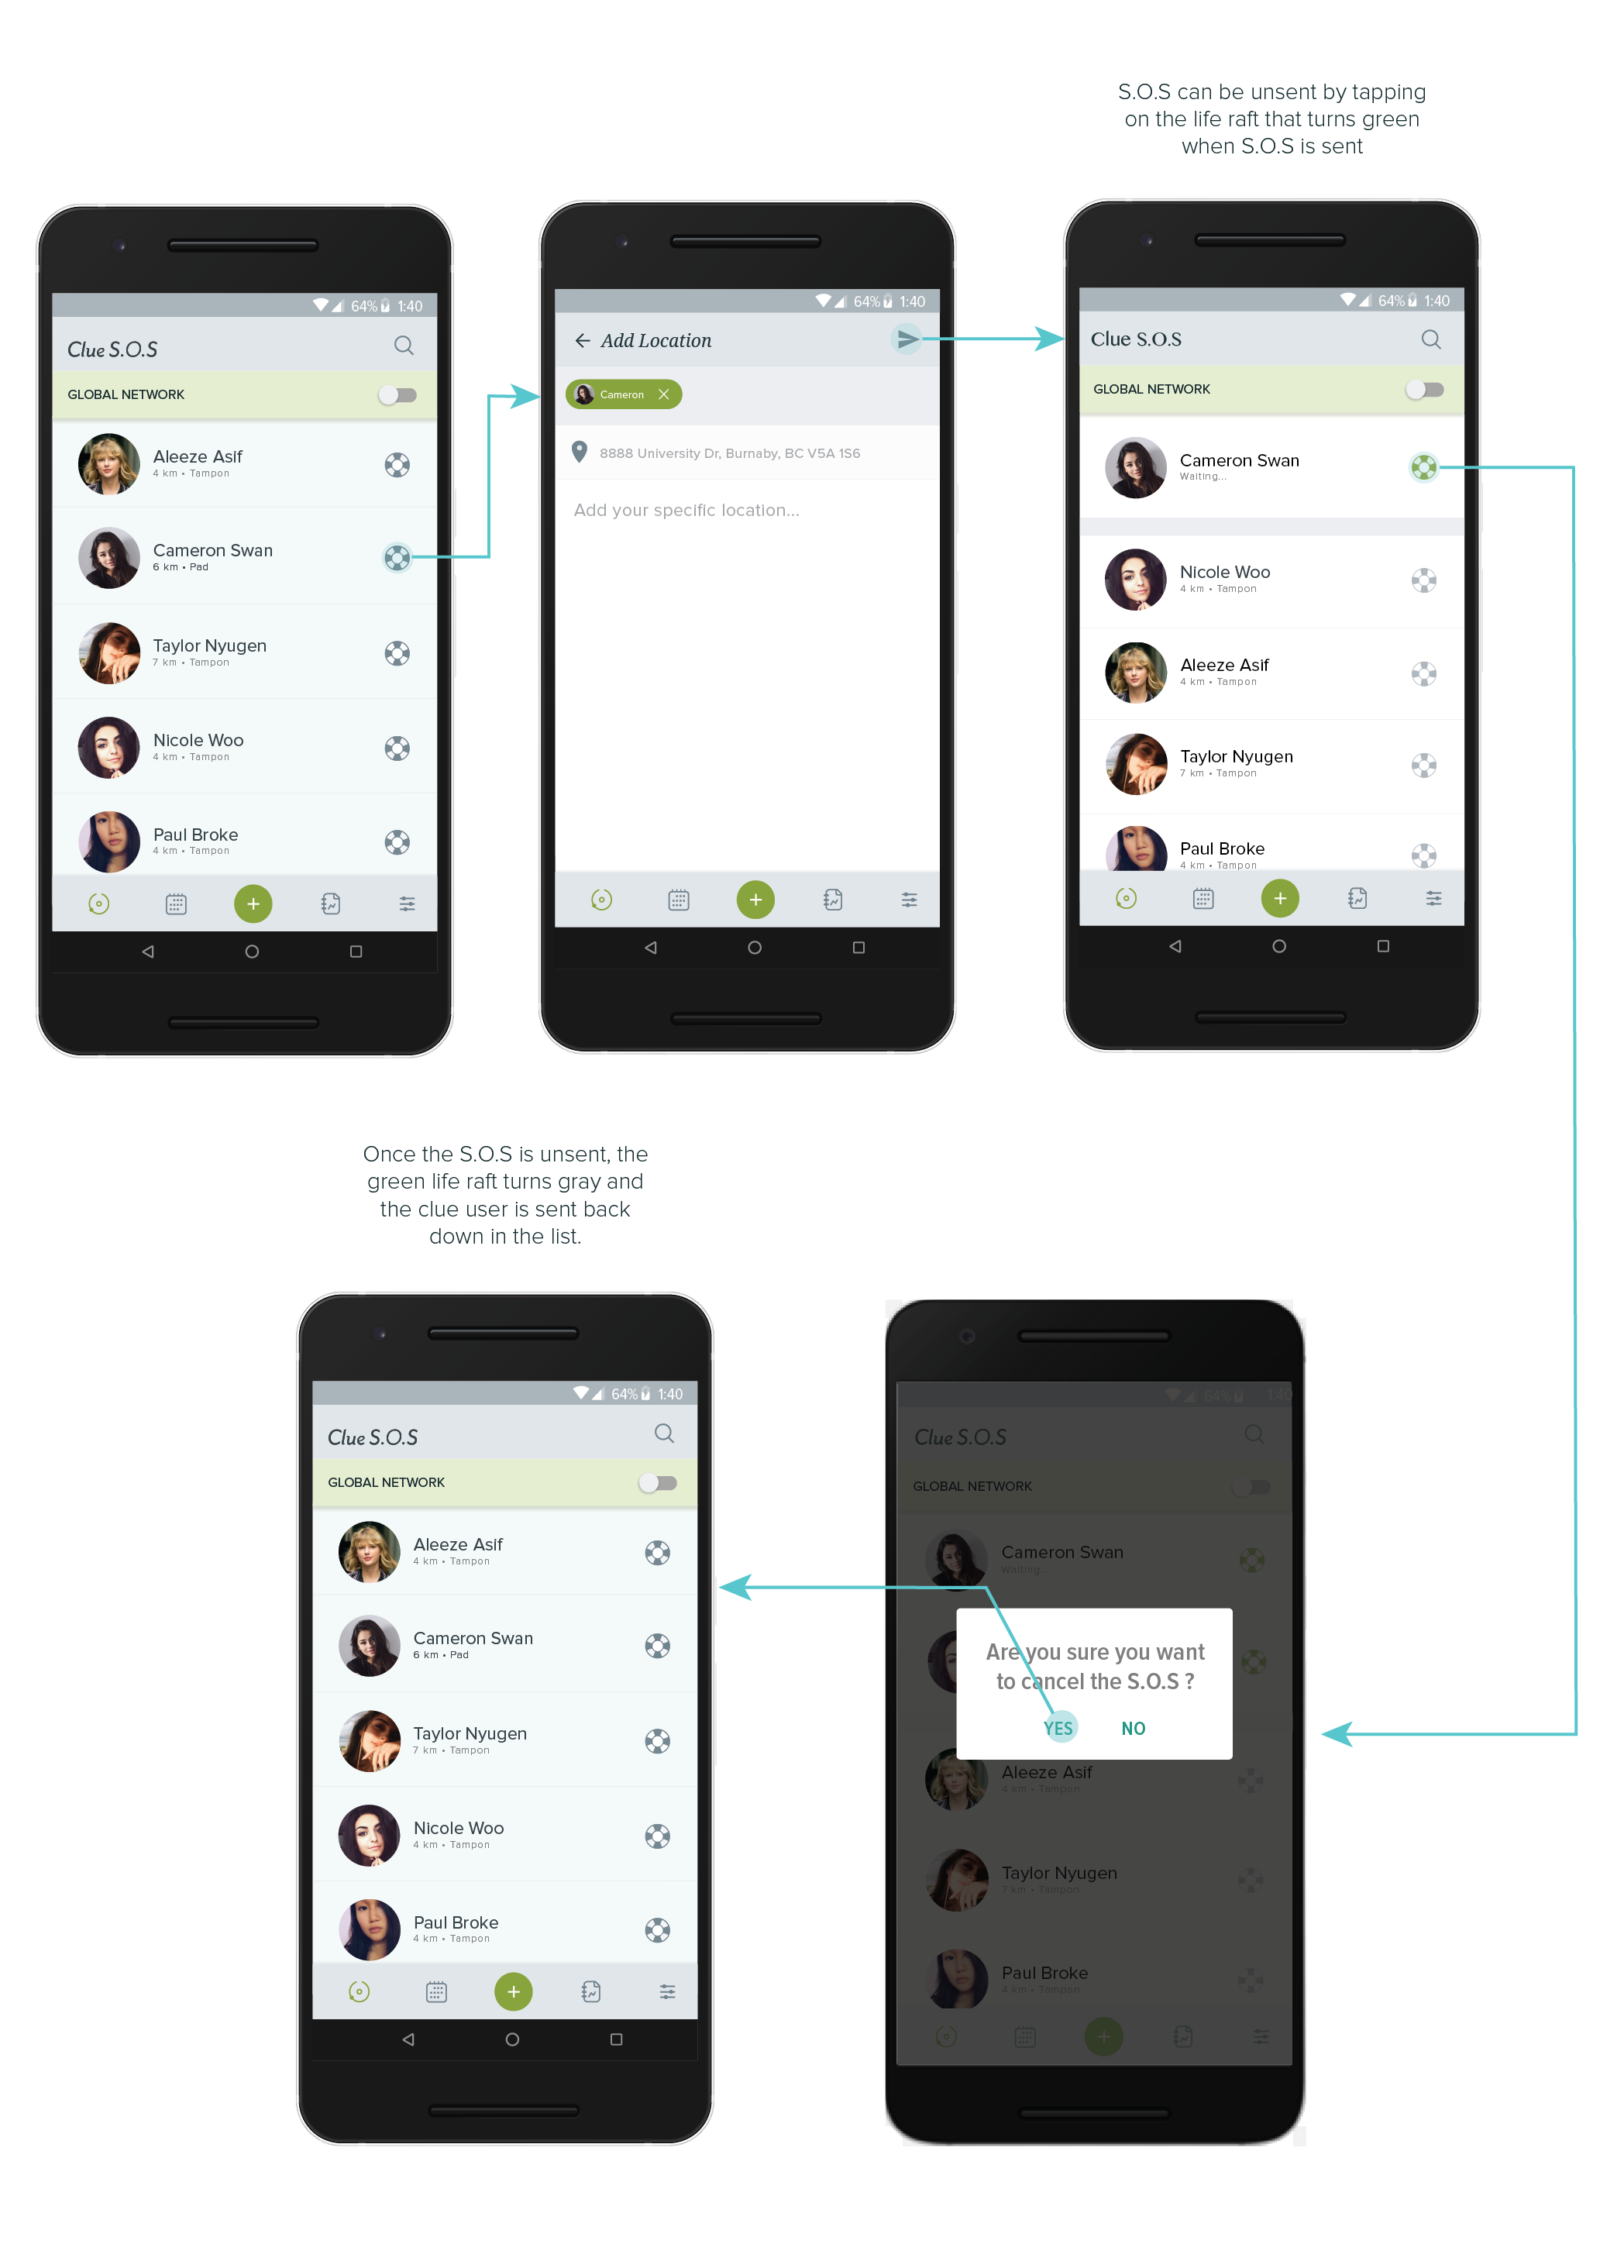 S.O.S can be unsent by tapping
on the life raft that turns green
when S.O.S is sent
64% 1:40
Clue S.O.S
GLOBAL NETWORK
Aleeze Asif
4 km • Tampon
Cameron Swan
6 km • Pad
Taylor Nyugen
7 km • Tampon
Nicole Woo
4 km • Tampon
Paul Broke
4 km • Tampon
64% 1:40
Add Location
Cameron
8888 University Dr, Burnaby, BC V5A 1S6
Add your specific location...
64% 1:40
Clue S.O.S
GLOBAL NETWORK
Cameron Swan
Waiting...
Nicole Woo
4 km • Tampon
Aleeze Asif
4 km • Tampon
Taylor Nyugen
7 km • Tampon
Paul Broke
4 km • Tampon
Once the S.O.S is unsent, the
green life raft turns gray and
the clue user is sent back
down in the list.
64% 1:40
Clue S.O.S
GLOBAL NETWORK
Aleeze Asif
4 km • Tampon
Cameron Swan
6 km • Pad
Taylor Nyugen
7 km • Tampon
Nicole Woo
4 km • Tampon
Paul Broke
4 km • Tampon
64% 1:40
Clue S.O.S
GLOBAL NETWORK
Cameron Swan
Waiting...
Are you sure you want
to cancel the S.O.S ?
YES NO
Aleeze Asif
4 km • Tampon
Taylor Nyugen
7 km • Tampon
Paul Broke
4 km • Tampon